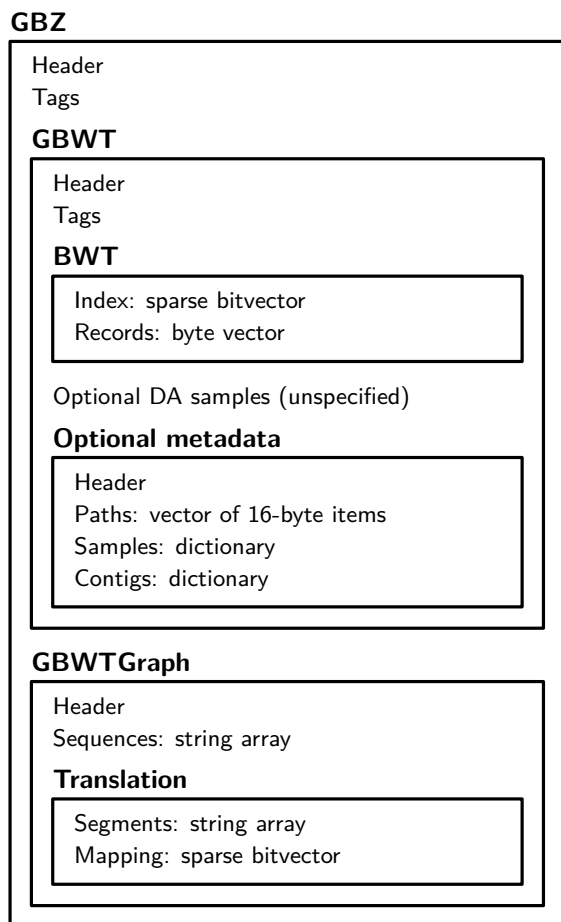 GBZ
Header
Tags
GBWT
Header
Tags
BWT
Index: sparse bitvector
Records: byte vector
Optional DA samples (unspecified)
Optional metadata
Header
Paths: vector of 16-byte items
Samples: dictionary
Contigs: dictionary
GBWTGraph
Header
Sequences: string array
Translation
Segments: string array
Mapping: sparse bitvector